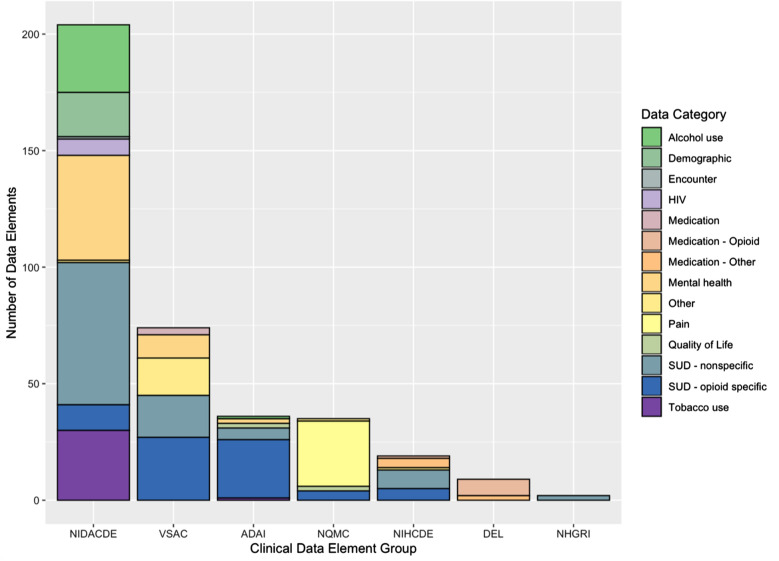 Number of Data Elements
200
150
100
50
0
NIDACDE VSAC ADAI NQMC NIHCDE DEL NHGRI
Clinical Data Element Group
Data Category
Alcohol use
Demographic
Encounter
HIV
Medication
Medication - Opioid
Medication - Other
Mental health
Other
Pain
Quality of Life
SUD - nonspecific
SUD - opioid specific
Tobacco use